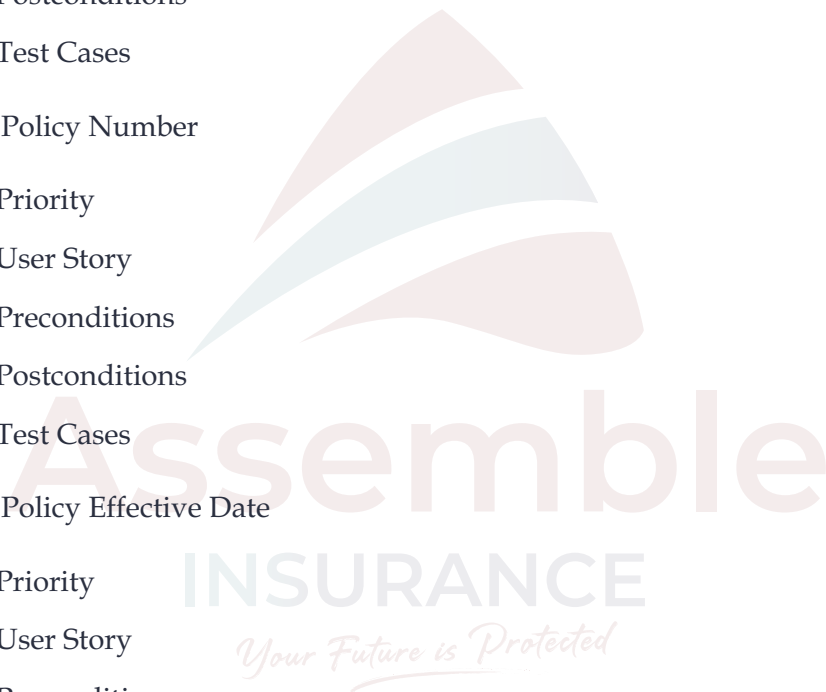 Postconditions
Test Cases
Policy Number
Priority
User Story
Preconditions
Postconditions
Test Cases
Assemble
Policy Effective Date
Priority
INSURANCE
User Story
Your Future is Protected
Preconditions